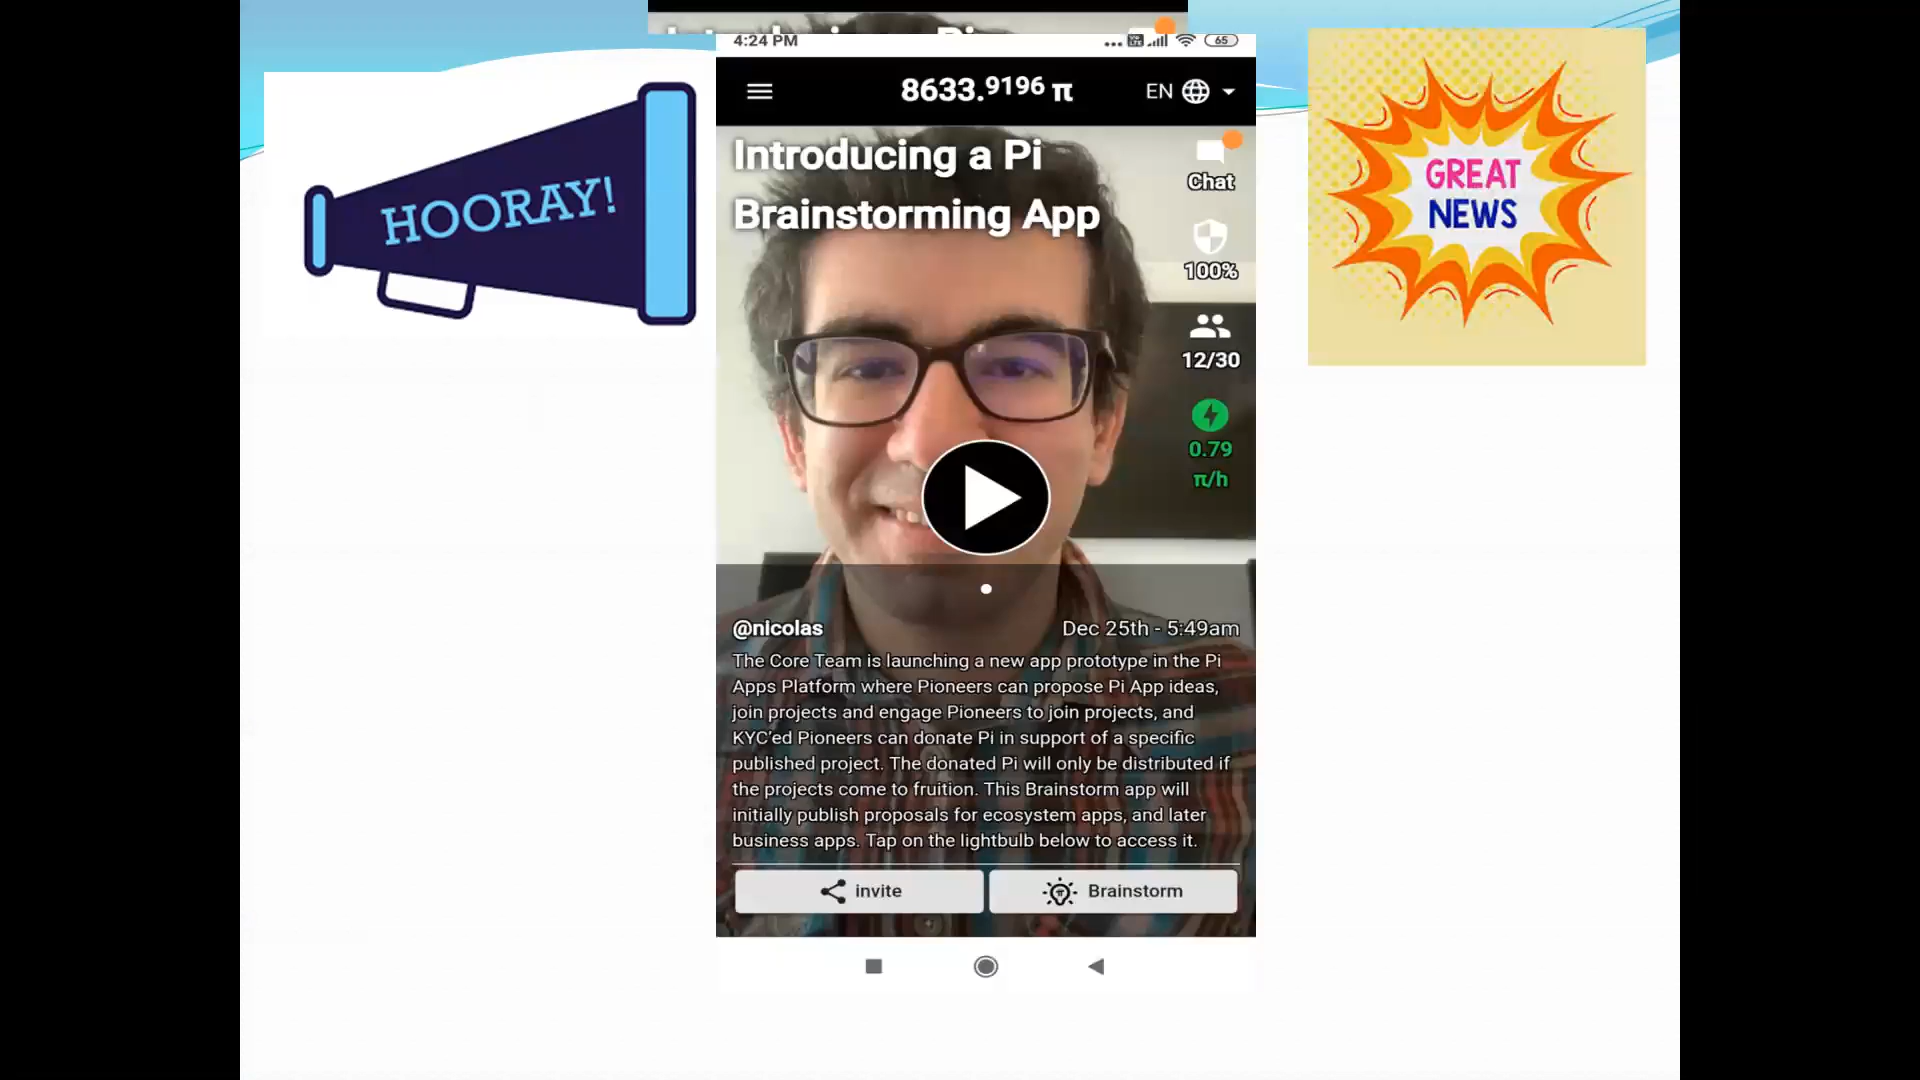 4:24 PM
65
8633.9196 π
EN
Introducing a Pi
Brainstorming App
Chat
100%
12/30
0.79
π/h
HOORAY!
GREAT
NEWS
@nicolas
Dec 25th - 5:49am
The Core Team is launching a new app prototype in the Pi
Apps Platform where Pioneers can propose Pi App ideas,
join projects and engage Pioneers to join projects, and
KYC'ed Pioneers can donate Pi in support of a specific
published project. The donated Pi will only be distributed if
the projects come to fruition. This Brainstorm app will
initially publish proposals for ecosystem apps, and later
business apps. Tap on the lightbulb below to access it.
invite
Brainstorm